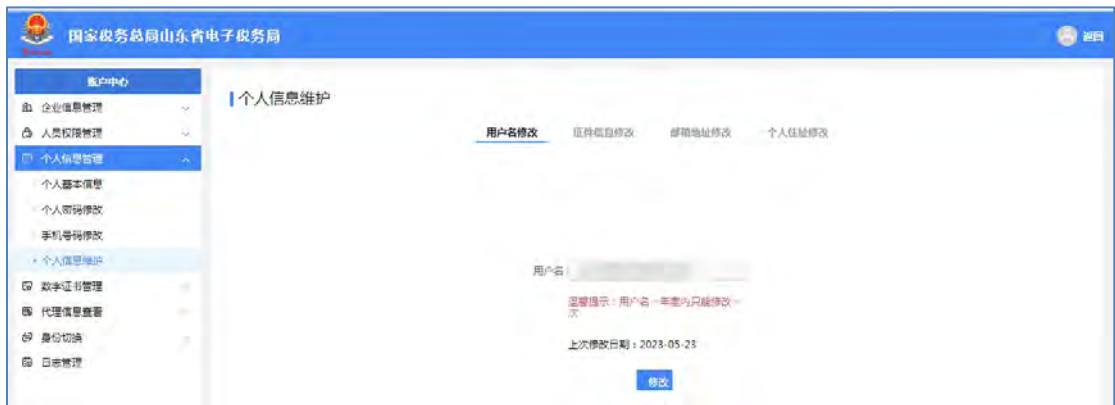 国家税务总局山东省电子税务局
返回
账户中心
企业信息管理
人员权限管理
个人信息管理
个人基本信息
个人密码修改
手机号码修改
个人信息维护
数字证书管理
代理信息查看
身份切换
日志管理
个人信息维护
用户名修改 证件信息修改 邮箱地址修改 个人住址修改
用户名
温馨提示：用户名一年度内只能修改一
次
上次修改日期：2023-05-23
修改